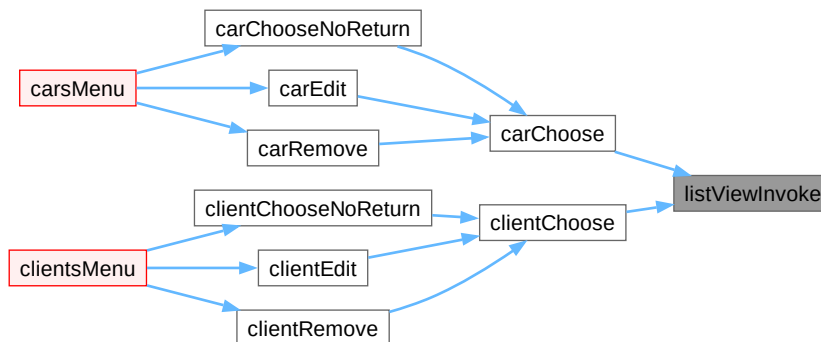 carChooseNoReturn
carsMenu
carEdit
carChoose
carRemove
listViewInvoke
clientChooseNoReturn
clientChoose
clientsMenu
clientEdit
clientRemove